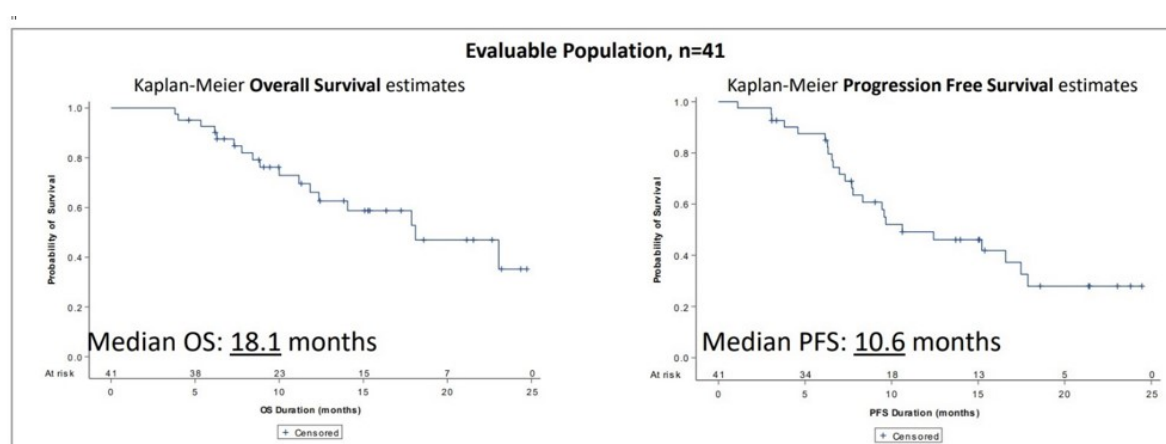 "
Evaluable Population, n=41
Kaplan-Meier Overall Survival estimates
1.0
0.8
0.6
0.4
0.2
0.0
Probability of Survival
Median OS: 18.1 months
At risk 41 38 23 15 7 0
0 5 10 15 20 25
OS Duration (months)
+ Censored
Kaplan-Meier Progression Free Survival estimates
1.0
0.8
0.6
0.4
0.2
0.0
Probability of Survival
Median PFS: 10.6 months
At risk 41 34 18 13 5 0
0 5 10 15 20 25
PFS Duration (months)
+ Censored